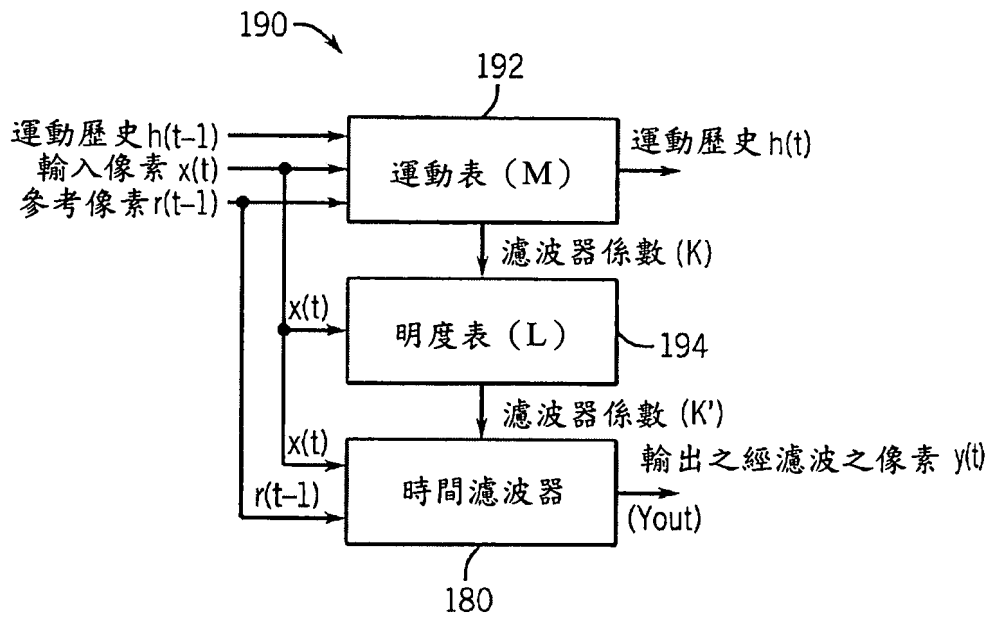 190
192
運動歷史 h(t–1)
輸入像素 x(t)
參考像素 r(t–1)
運動表 (M)
運動歷史 h(t)
濾波器係數 (K)
x(t)
明度表 (L)
194
濾波器係數 (K')
x(t)
r(t–1)
時間濾波器
輸出之經濾波之像素 y(t)
(Yout)
180